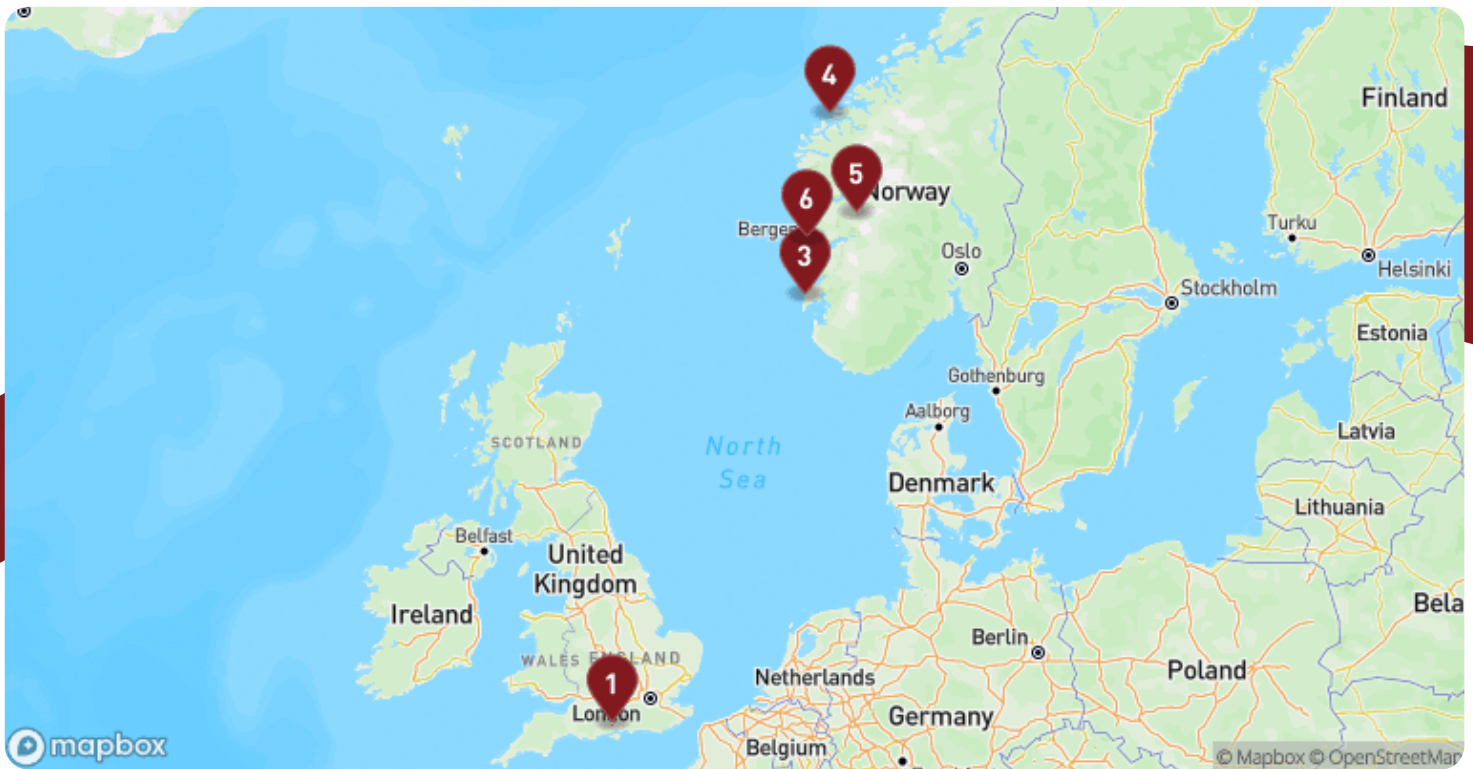 4
Finland
5
Norway
6
Bergen
Turku
3
Oslo
Helsinki
Stockholm
Estonia
Gothenburg
Aalborg
Latvia
SCOTLAND
North
Sea
Denmark
Lithuania
Belfast
United
Kingdom
Ireland
Bela
Berlin
WALES
ENGLAND
Netherlands
Poland
1
London
Germany
Belgium
mapbox
© Mapbox © OpenStreetMap